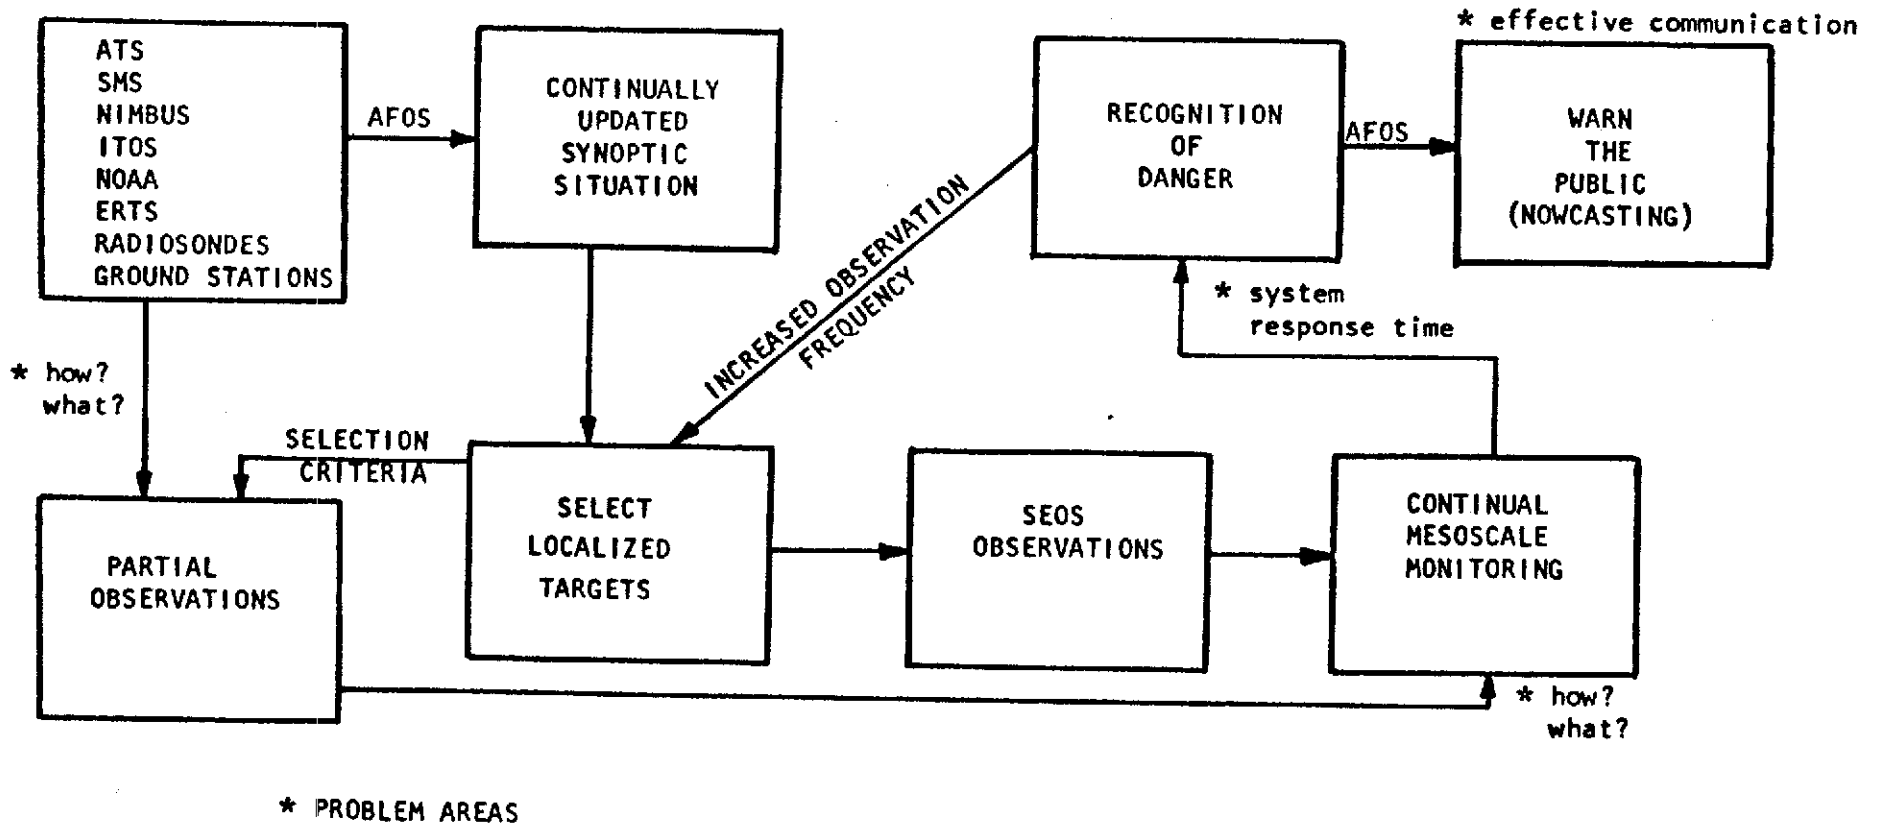 * effective communication
ATS
SMS
NIMBUS
ITOS
NOAA
ERTS
RADIOSONDES
GROUND STATIONS
AFOS
CONTINUALLY
UPDATED
SYNOPTIC
SITUATION
RECOGNITION
OF
DANGER
AFOS
WARN
THE
PUBLIC
(NOWCASTING)
INCREASED OBSERVATION
FREQUENCY
* system
response time
* how?
what?
SELECTION
CRITERIA
PARTIAL
OBSERVATIONS
SELECT
LOCALIZED
TARGETS
SEOS
OBSERVATIONS
CONTINUAL
MESOSCALE
MONITORING
* how?
what?
* PROBLEM AREAS